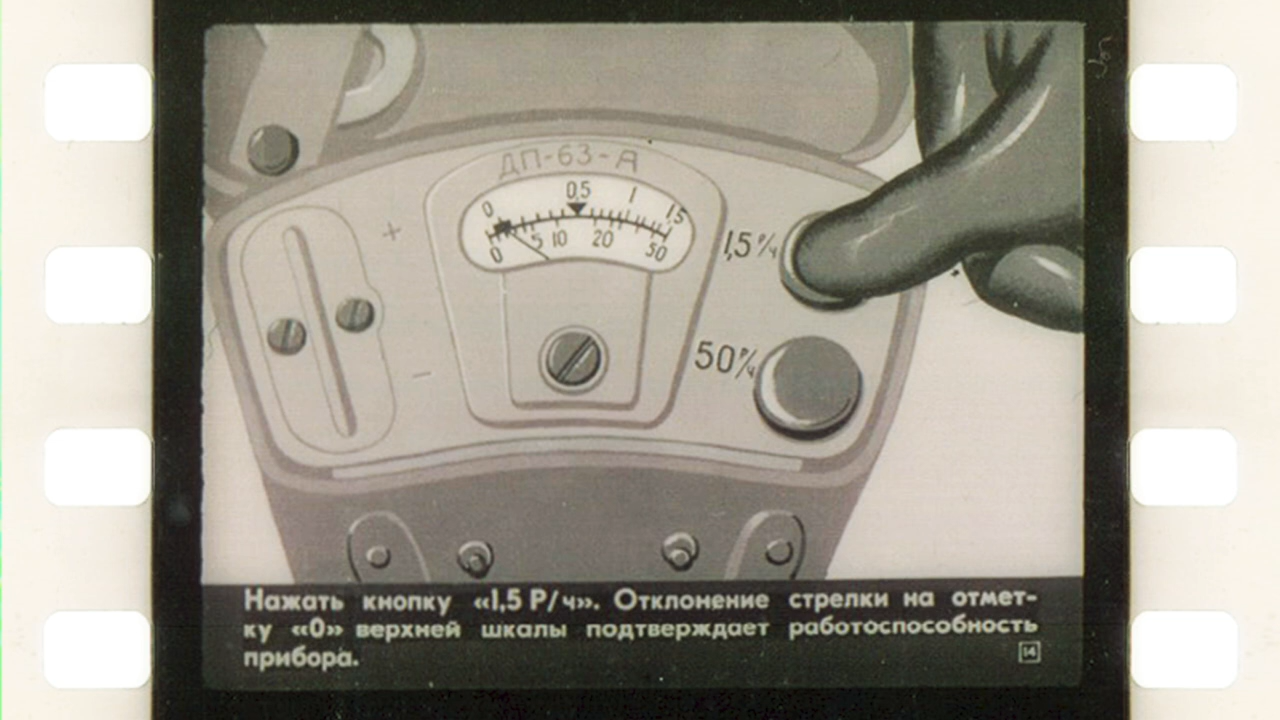 ДП-63-А
0 0,5 1 1,5
0 5 10 20 50
+
1,5 Р/ч
50 Р/ч
–
Нажать кнопку «1,5 Р/ч». Отклонение стрелки на отмет-
ку «0» верхней шкалы подтверждает работоспособность
прибора.
14